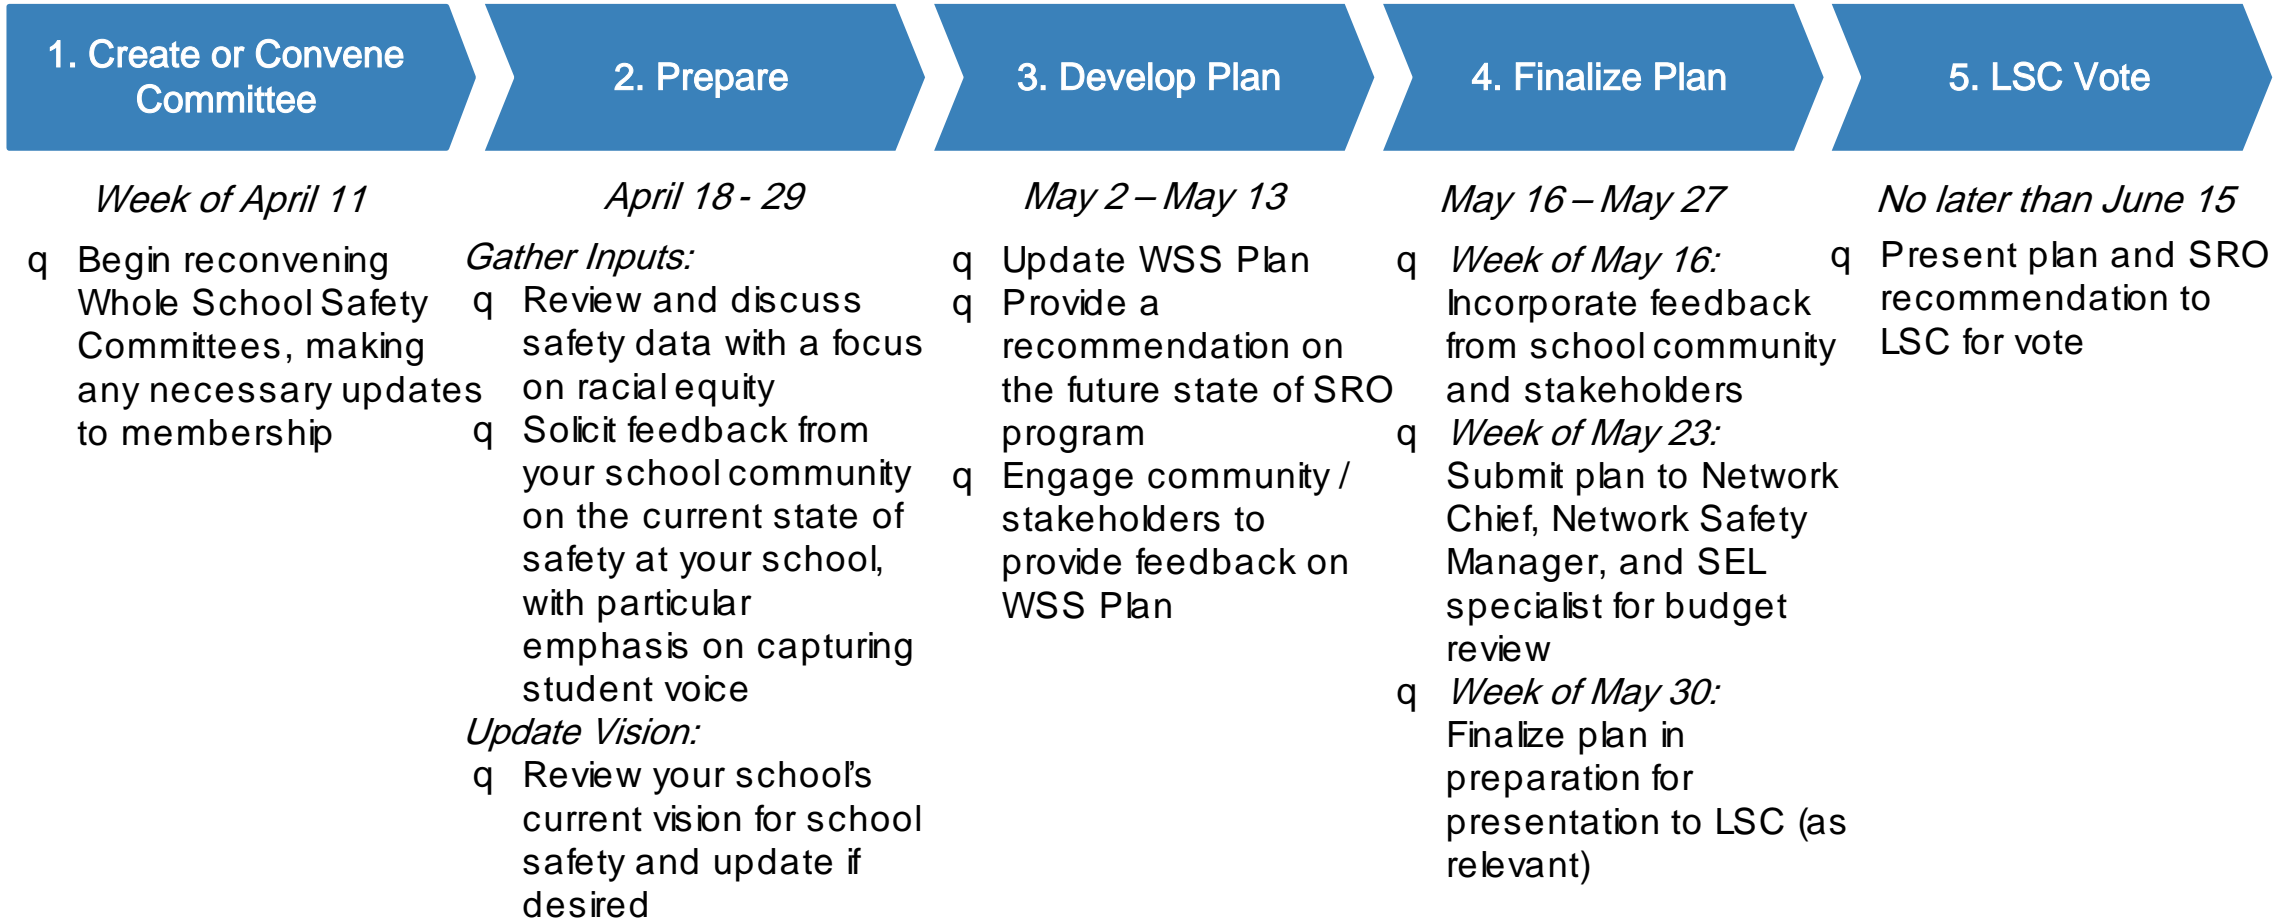 1. Create or Convene
Committee
2. Prepare
3. Develop Plan
4. Finalize Plan
5. LSC Vote
Week of April 11
q Begin reconvening
Whole School Safety
Committees, making
any necessary updates
to membership
April 18 - 29
Gather Inputs:
q Review and discuss
safety data with a focus
on racial equity
q Solicit feedback from
your school community
on the current state of
safety at your school,
with particular
emphasis on capturing
student voice
Update Vision:
q Review your school's
current vision for school
safety and update if
desired
May 2 – May 13
q Update WSS Plan
q Provide a
recommendation on
the future state of SRO
program
q Engage community /
stakeholders to
provide feedback on
WSS Plan
May 16 – May 27
q Week of May 16:
Incorporate feedback
from school community
and stakeholders
q Week of May 23:
Submit plan to Network
Chief, Network Safety
Manager, and SEL
specialist for budget
review
q Week of May 30:
Finalize plan in
preparation for
presentation to LSC (as
relevant)
No later than June 15
q Present plan and SRO
recommendation to
LSC for vote